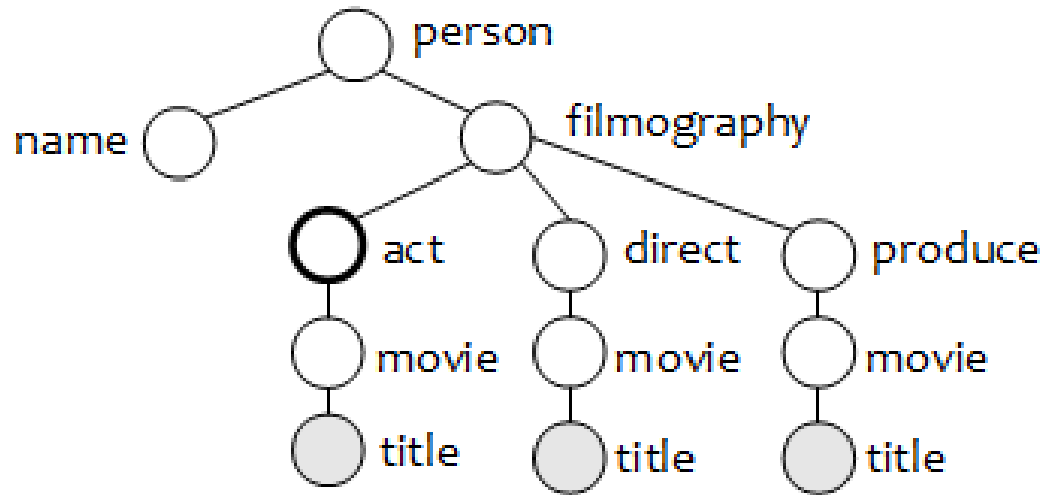 person
name
filmography
act
direct
produce
movie
movie
movie
title
title
title